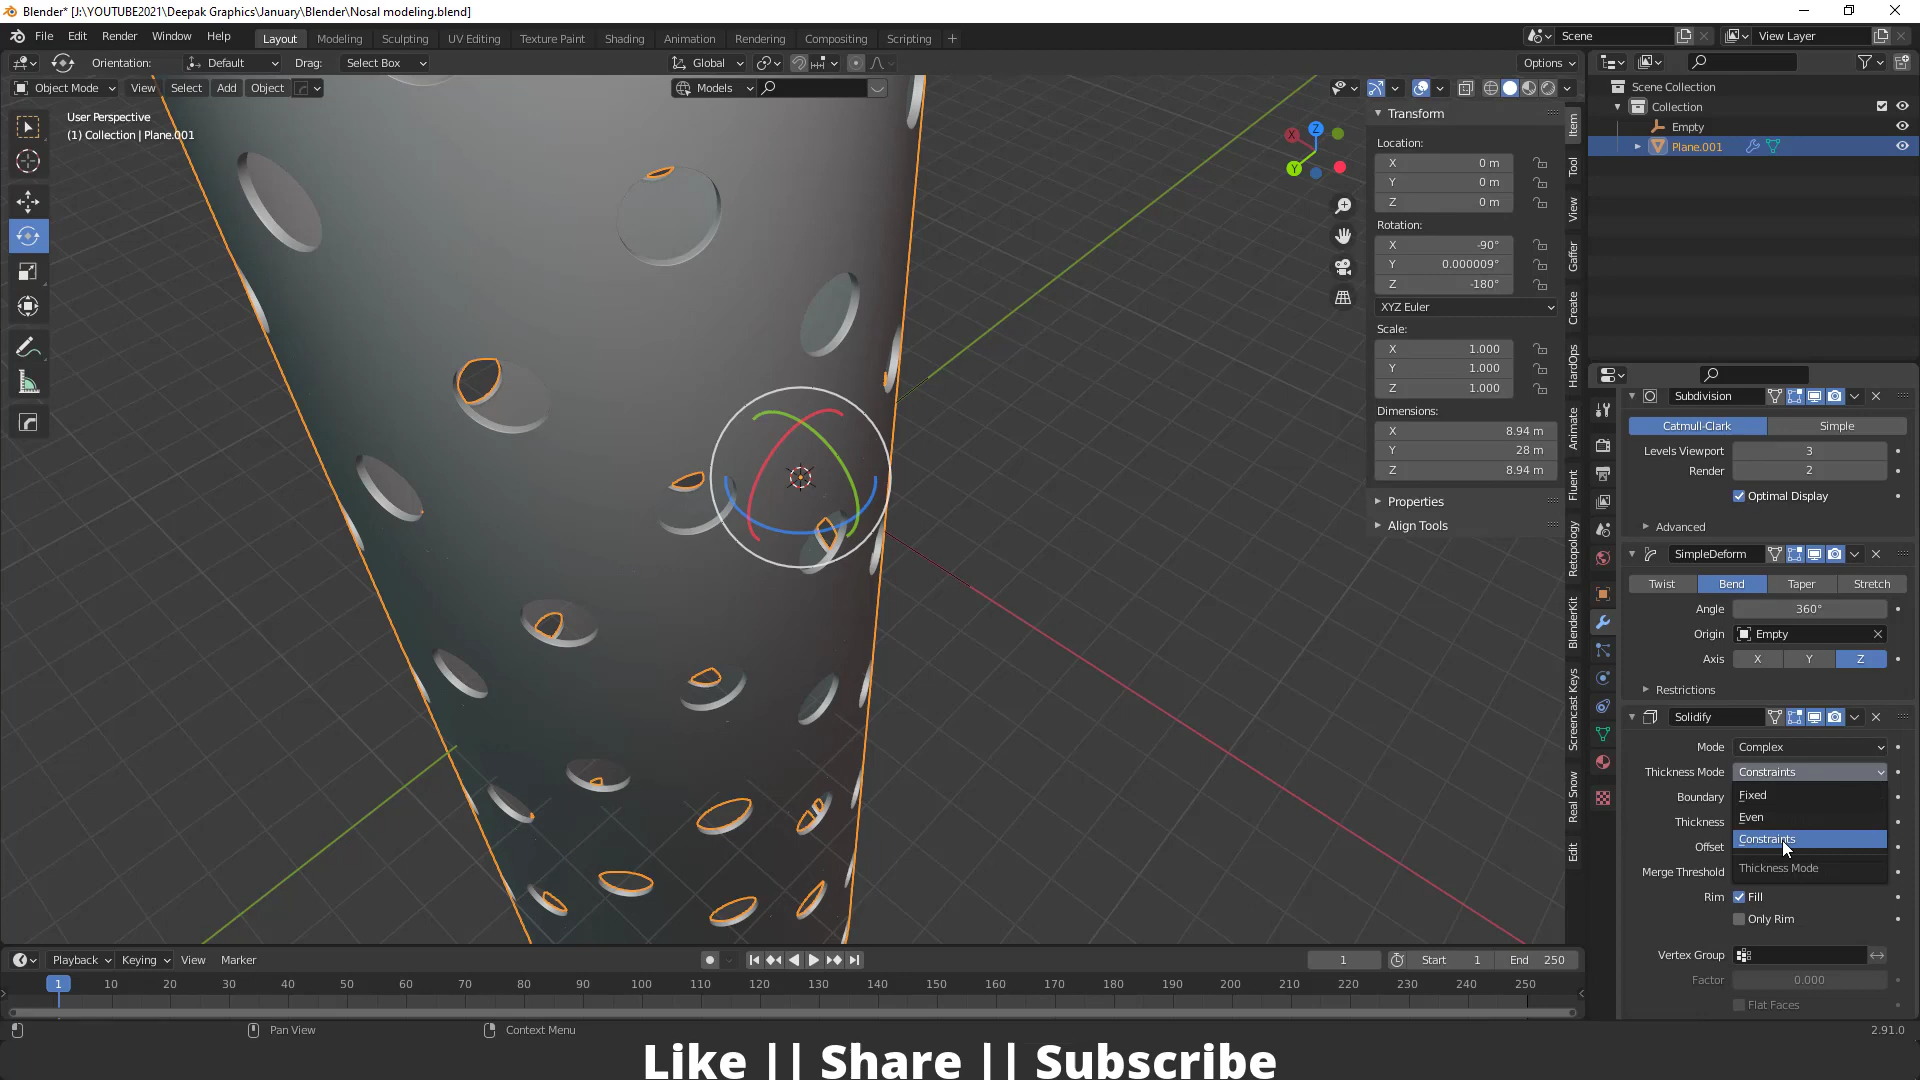 Blender* [J:\YOUTUBE2021\Deepak Graphics\January\Blender\Nosal modeling.blend]
File Edit Render Window Help
Layout Modeling Sculpting UV Editing Texture Paint Shading Animation Rendering Compositing Scripting +
Scene
View Layer
Orientation: Default Drag: Select Box
Global
Options
Object Mode View Select Add Object
Models
User Perspective
(1) Collection | Plane.001
Z
X
Y
Transform
Location:
X 0 m
Y 0 m
Z 0 m
Rotation:
X -90°
Y 0.000009°
Z -180°
XYZ Euler
Scale:
X 1.000
Y 1.000
Z 1.000
Dimensions:
X 8.94 m
Y 28 m
Z 8.94 m
Properties
Align Tools
Item
Tool
View
Gaffer
Create
HardOps
Animate
Fluent
Retopology
BlenderKit
Screencast Keys
Real Snow
Edit
Scene Collection
Collection
Empty
Plane.001
Subdivision
Catmull-Clark Simple
Levels Viewport 3
Render 2
Optimal Display
Advanced
SimpleDeform
Twist Bend Taper Stretch
Angle 360°
Origin Empty
Axis X Y Z
Restrictions
Solidify
Mode Complex
Thickness Mode Constraints
Boundary
Fixed
Even
Constraints
Thickness Mode
Thickness
Offset
Merge Threshold
Rim Fill
Only Rim
Vertex Group
Factor 0.000
Flat Faces
Playback Keying View Marker
1 Start 1 End 250
1 10 20 30 40 50 60 70 80 90 100 110 120 130 140 150 160 170 180 190 200 210 220 230 240 250
Pan View Context Menu
2.91.0
Like || Share || Subscribe